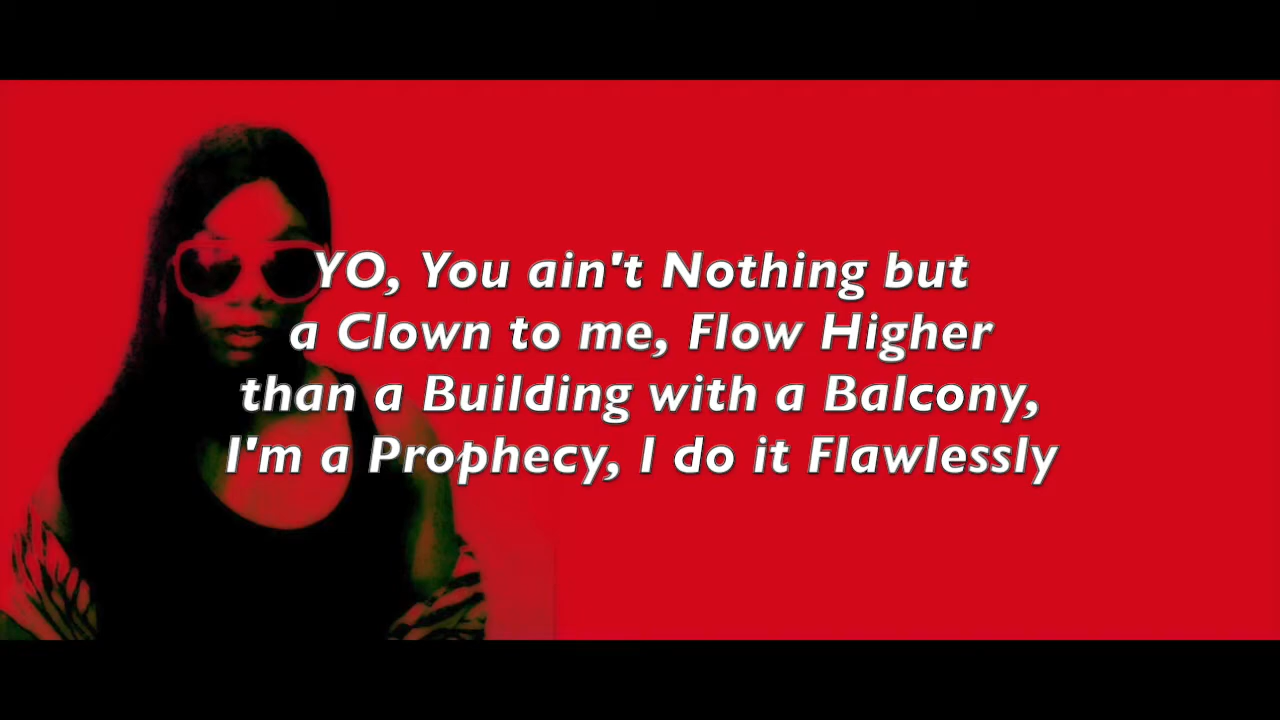 YO, You ain't Nothing but
a Clown to me, Flow Higher
than a Building with a Balcony,
I'm a Prophecy, I do it Flawlessly